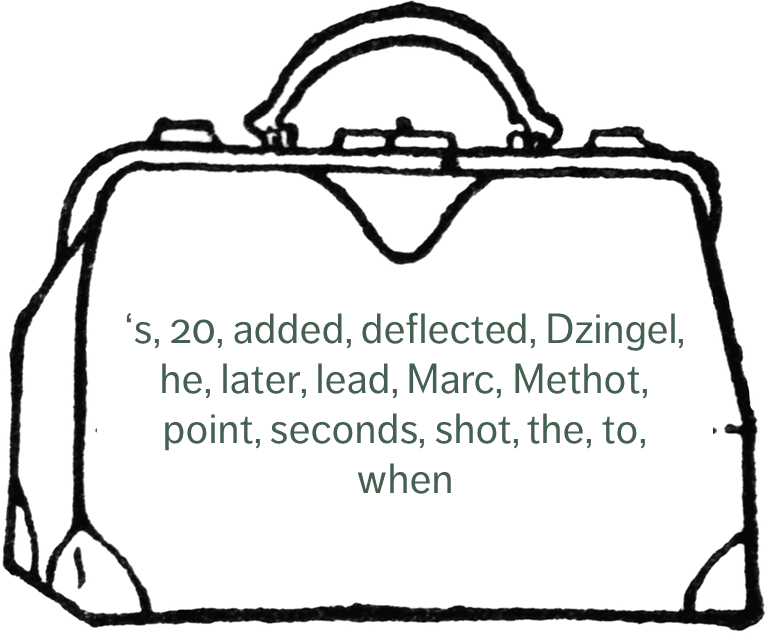 ‘s, 20, added, deflected, Dzingel,
he, later, lead, Marc, Methot,
point, seconds, shot, the, to,
when